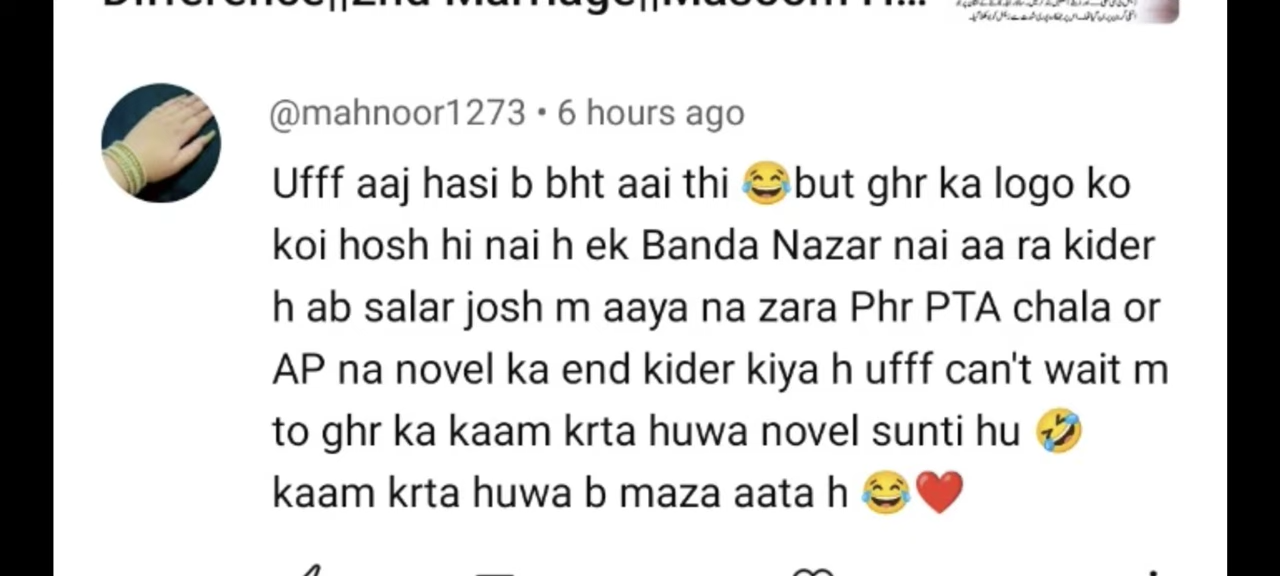 @mahnoor1273 • 6 hours ago
Ufff aaj hasi b bht aai thi 😂but ghr ka logo ko
koi hosh hi nai h ek Banda Nazar nai aa ra kider
h ab salar josh m aaya na zara Phr PTA chala or
AP na novel ka end kider kiya h ufff can't wait m
to ghr ka kaam krta huwa novel sunti hu 🤣
kaam krta huwa b maza aata h 😂❤️